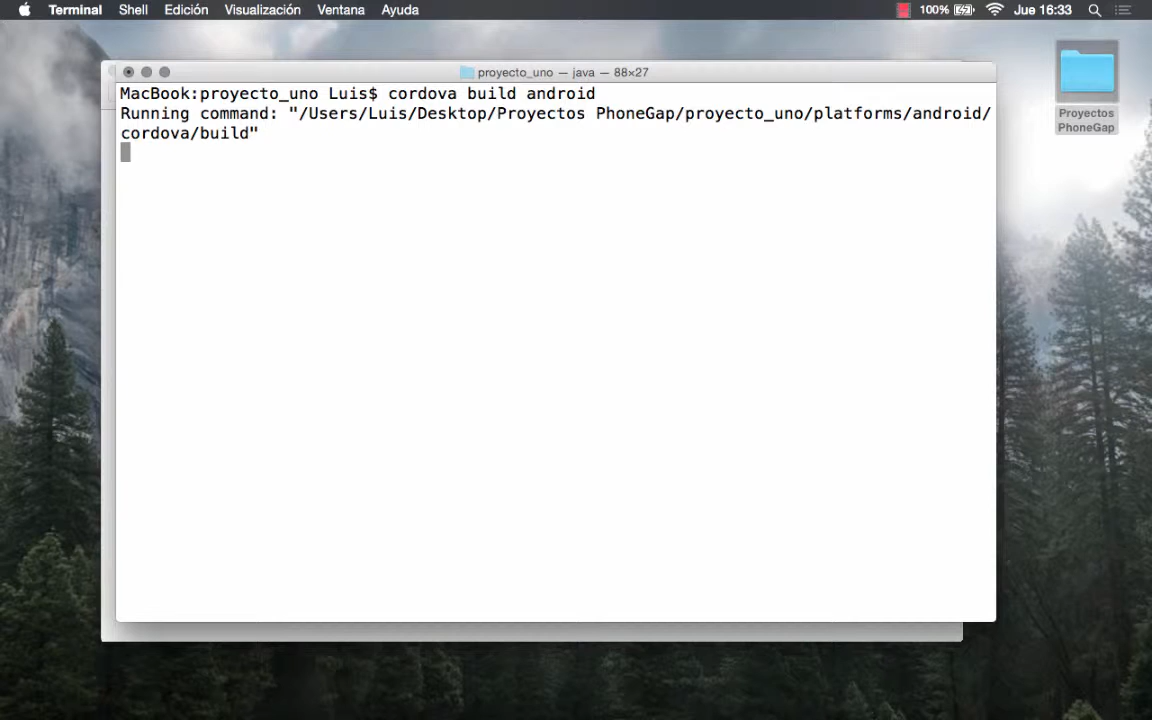 Terminal Shell Edición Visualización Ventana Ayuda 100% Jue 16:33
proyecto_uno — java — 88×27
MacBook:proyecto_uno Luis$ cordova build android
Running command: "/Users/Luis/Desktop/Proyectos PhoneGap/proyecto_uno/platforms/android/
cordova/build"
Proyectos
PhoneGap